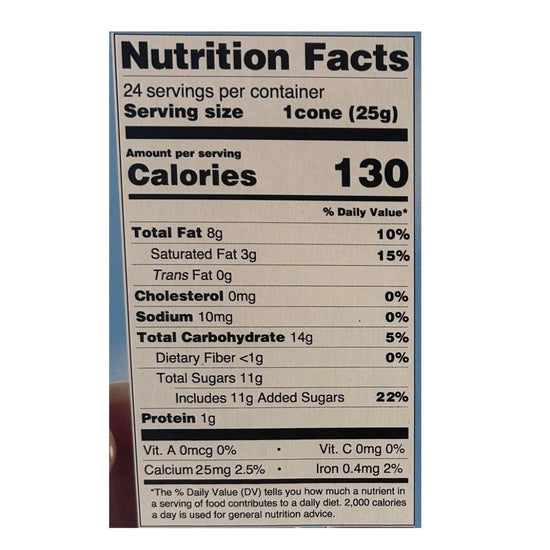 Nutrition Facts
24 servings per container
Serving size 1cone (25g)
Amount per serving
Calories 130
% Daily Value*
Total Fat 8g 10%
Saturated Fat 3g 15%
Trans Fat 0g
Cholesterol 0mg 0%
Sodium 10mg 0%
Total Carbohydrate 14g 5%
Dietary Fiber <1g 0%
Total Sugars 11g
Includes 11g Added Sugars 22%
Protein 1g
Vit. A 0mcg 0% • Vit. C 0mg 0%
Calcium 25mg 2.5% • Iron 0.4mg 2%
*The % Daily Value (DV) tells you how much a nutrient in
a serving of food contributes to a daily diet. 2,000 calories
a day is used for general nutrition advice.